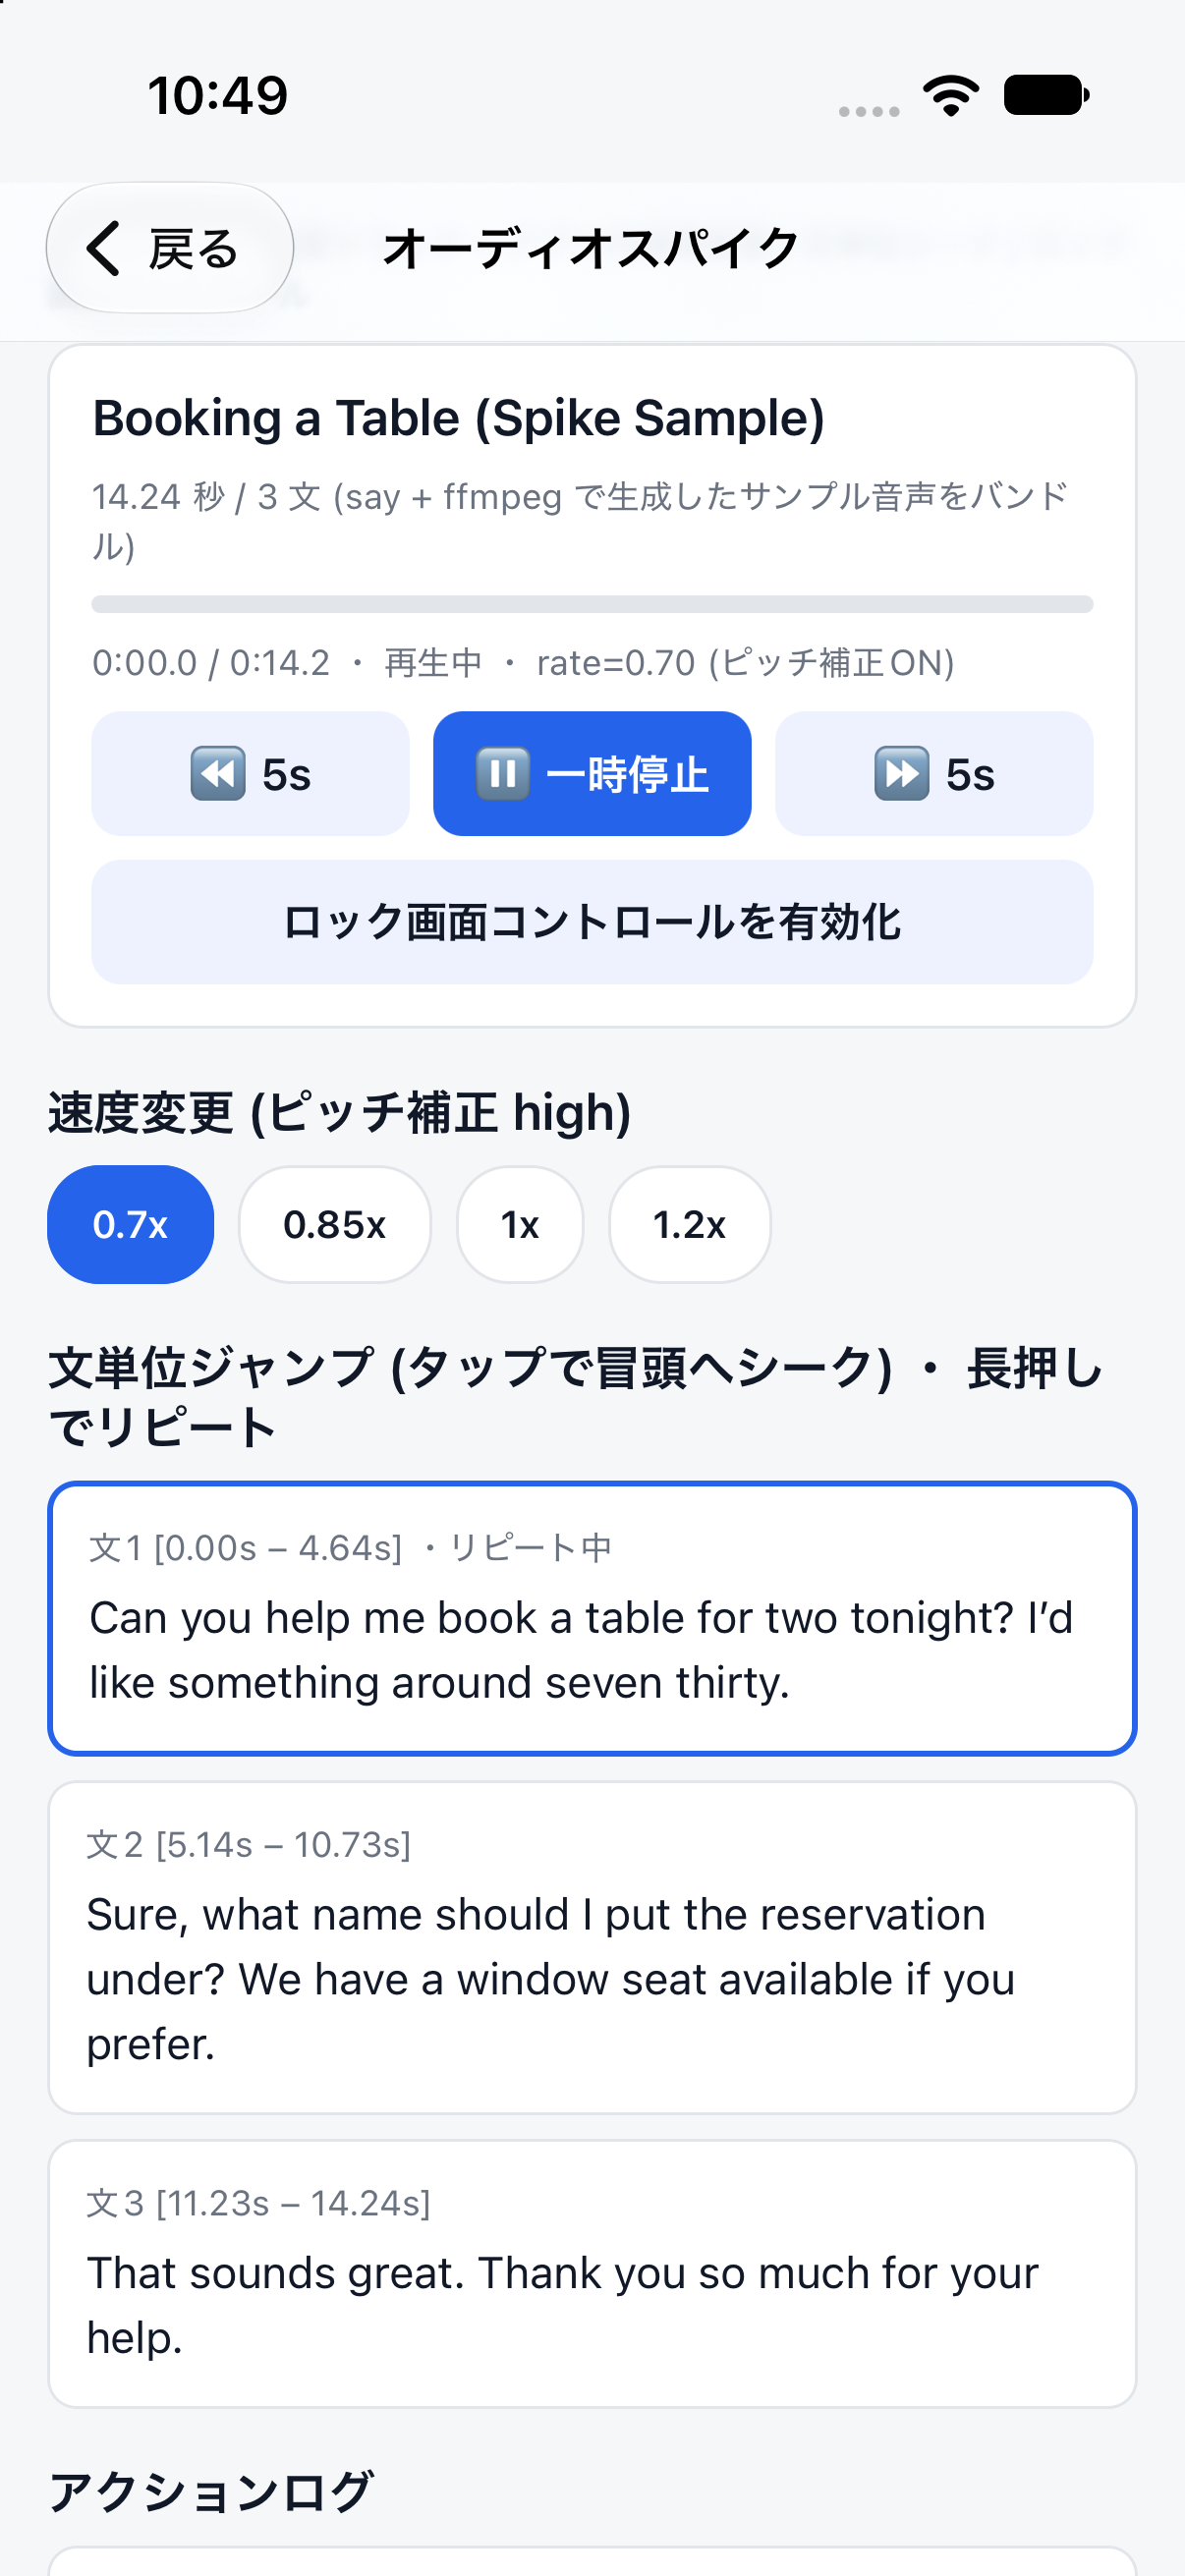 10:49
戻る
オーディオスパイク
Booking a Table (Spike Sample)
14.24 秒 / 3 文 (say + ffmpeg で生成したサンプル音声をバンド
ル)
0:00.0 / 0:14.2 ・ 再生中 ・ rate=0.70 (ピッチ補正ON)
⏪ 5s
⏸ 一時停止
⏩ 5s
ロック画面コントロールを有効化
速度変更 (ピッチ補正 high)
0.7x
0.85x
1x
1.2x
文単位ジャンプ (タップで冒頭へシーク) ・ 長押し
でリピート
文1 [0.00s – 4.64s] ・リピート中
Can you help me book a table for two tonight? I’d
like something around seven thirty.
文2 [5.14s – 10.73s]
Sure, what name should I put the reservation
under? We have a window seat available if you
prefer.
文3 [11.23s – 14.24s]
That sounds great. Thank you so much for your
help.
アクションログ